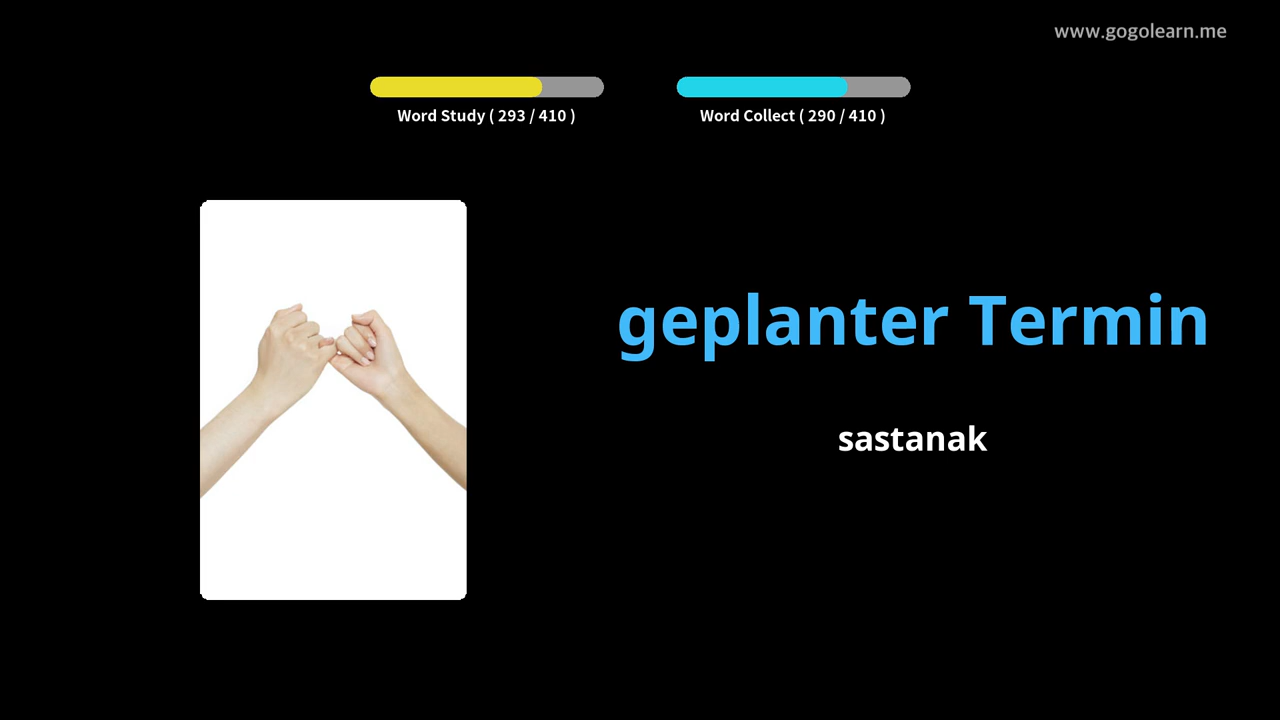 www.gogolearn.me
Word Study ( 293 / 410 )
Word Collect ( 290 / 410 )
geplanter Termin
sastanak